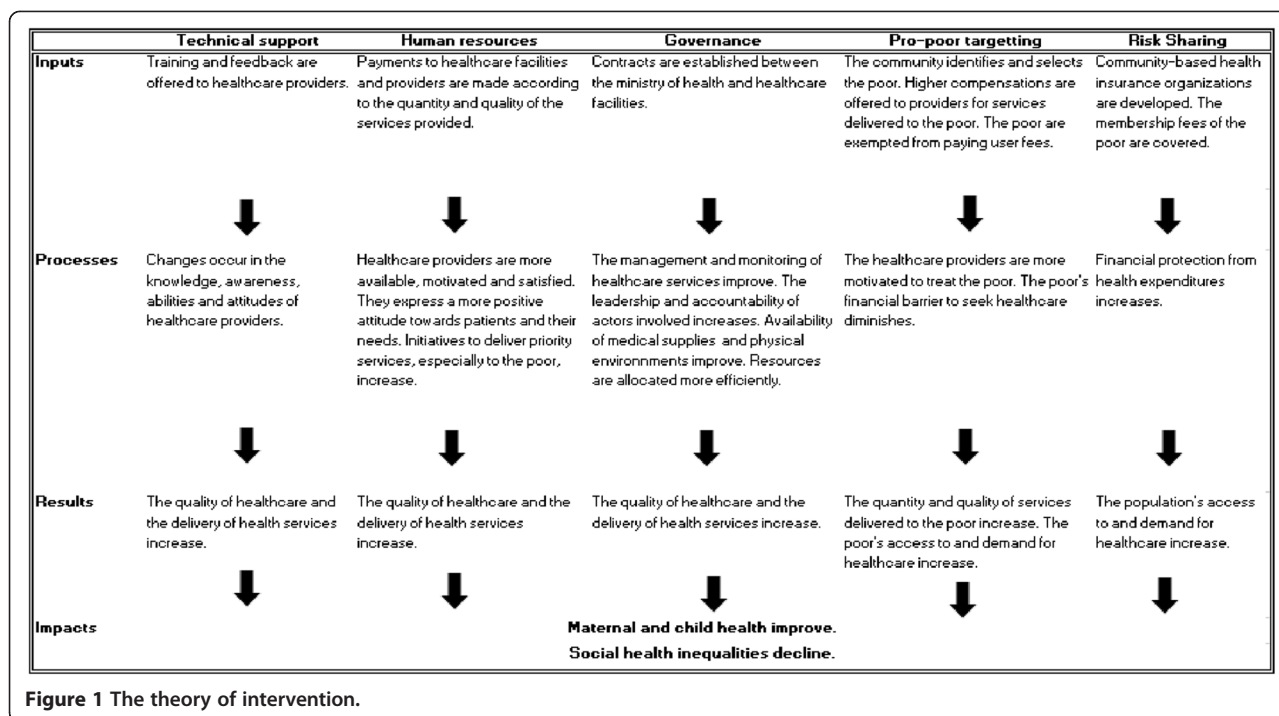 Technical support Human resources Governance Pro-poor targetting Risk Sharing
Inputs
Training and feedback are
offered to healthcare providers.
Payments to healthcare facilities
and providers are made according
to the quantity and quality of the
services provided.
Contracts are established between
the ministry of health and healthcare
facilities.
The community identifies and selects
the poor. Higher compensations are
offered to providers for services
delivered to the poor. The poor are
exempted from paying user fees.
Community-based health
insurance organizations
are developed. The
membership fees of the
poor are covered.
Processes
Changes occur in the
knowledge, awareness,
abilities and attitudes of
healthcare providers.
Healthcare providers are more
available, motivated and satisfied.
They express a more positive
attitude towards patients and their
needs. Initiatives to deliver priority
services, especially to the poor,
increase.
The management and monitoring of
healthcare services improve. The
leadership and accountability of
actors involved increases. Availability
of medical supplies and physical
environnments improve. Resources
are allocated more efficiently.
The healthcare providers are more
motivated to treat the poor. The poor's
financial barrier to seek healthcare
diminishes.
Financial protection from
health expenditures
increases.
Results
The quality of healthcare and
the delivery of health services
increase.
The quality of healthcare and the
delivery of health services
increase.
The quality of healthcare and the
delivery of health services increase.
The quantity and quality of services
delivered to the poor increase. The
poor's access to and demand for
healthcare increase.
The population's access
to and demand for
healthcare increase.
Impacts
Maternal and child health improve.
Social health inequalities decline.
Figure 1 The theory of intervention.